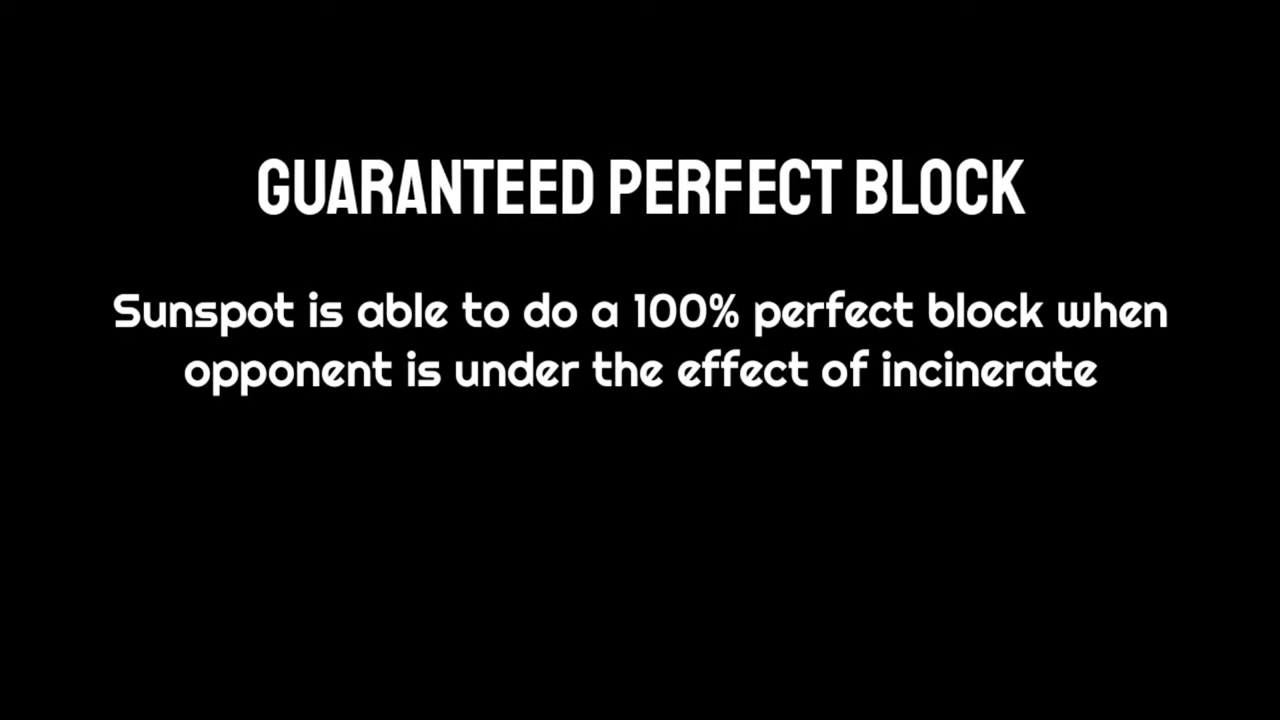 GUARANTEED PERFECT BLOCK
Sunspot is able to do a 100% perfect block when
opponent is under the effect of incinerate